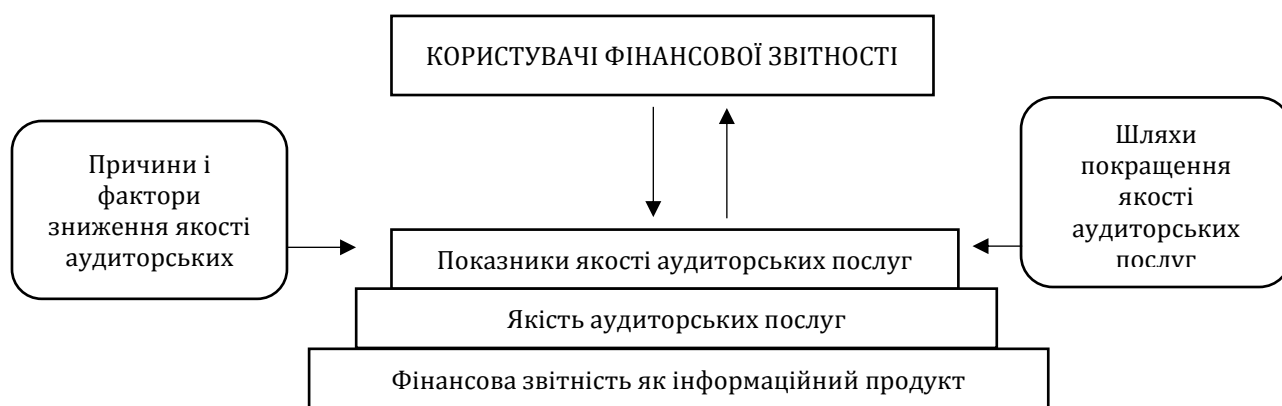 КОРИСТУВАЧІ ФІНАНСОВОЇ ЗВІТНОСТІ
Причини і
фактори
зниження якості
аудиторських
Шляхи
покращення
якості
аудиторських
послуг
Показники якості аудиторських послуг
Якість аудиторських послуг
Фінансова звітність як інформаційний продукт